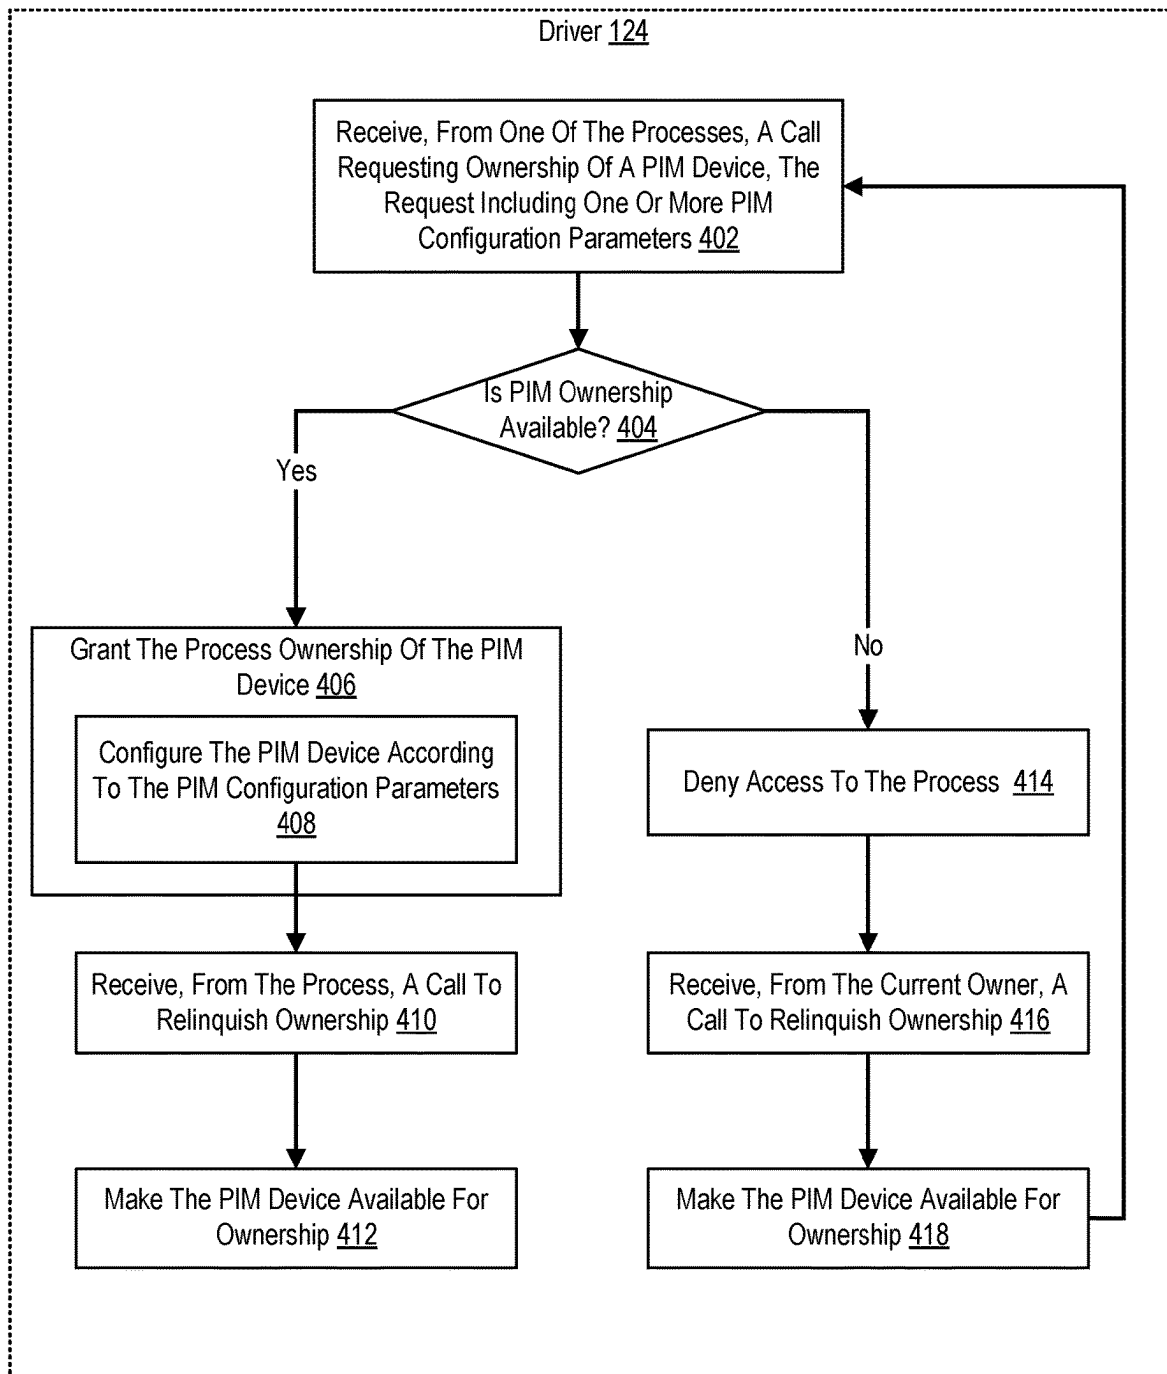 Driver 124
Receive, From One Of The Processes, A Call
Requesting Ownership Of A PIM Device, The
Request Including One Or More PIM
Configuration Parameters 402
Is PIM Ownership
Available? 404
Yes
No
Grant The Process Ownership Of The PIM
Device 406
Configure The PIM Device According
To The PIM Configuration Parameters
408
Deny Access To The Process 414
Receive, From The Process, A Call To
Relinquish Ownership 410
Receive, From The Current Owner, A
Call To Relinquish Ownership 416
Make The PIM Device Available For
Ownership 412
Make The PIM Device Available For
Ownership 418